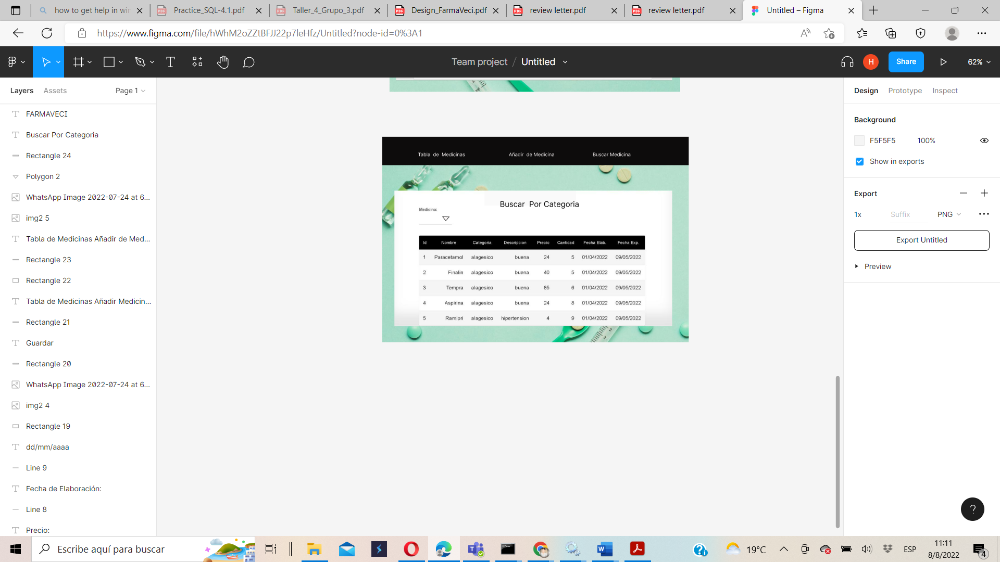 how to get help in wir
Practice_SQL-4.1.pdf
Taller_4_Grupo_3.pdf
Design_FarmaVeci.pdf
review letter.pdf
review letter.pdf
Untitled – Figma
https://www.figma.com/file/hWhM2oZZtBFJJ22p7leHfz/Untitled?node-id=0%3A1
Team project / Untitled
H
Share
62%
Layers
Assets
Page 1
FARMAVECI
Buscar Por Categoria
Rectangle 24
Polygon 2
WhatsApp Image 2022-07-24 at 6...
img2 5
Tabla de Medicinas Añadir de Med...
Rectangle 23
Rectangle 22
Tabla de Medicinas Añadir Medicin...
Rectangle 21
Guardar
Rectangle 20
WhatsApp Image 2022-07-24 at 6...
img2 4
Rectangle 19
dd/mm/aaaa
Line 9
Fecha de Elaboración:
Line 8
Precio:
Tabla de Medicinas
Añadir de Medicina
Buscar Medicina
Buscar Por Categoria
Medicina:
Id Nombre Categoria Descripcion Precio Cantidad Fecha Elab. Fecha Exp.
1 Paracetamol alagesico buena 24 5 01/04/2022 09/05/2022
2 Finalin alagesico buena 40 5 01/04/2022 09/05/2022
3 Tempra alagesico buena 85 6 01/04/2022 09/05/2022
4 Aspirina alagesico buena 24 8 01/04/2022 09/05/2022
5 Ramipri alagesico hipertension 4 9 01/04/2022 09/05/2022
Design
Prototype
Inspect
Background
F5F5F5 100%
Show in exports
Export
1x Suffix PNG
Export Untitled
Preview
?
Escribe aquí para buscar
19°C
ESP
11:11
8/8/2022
4